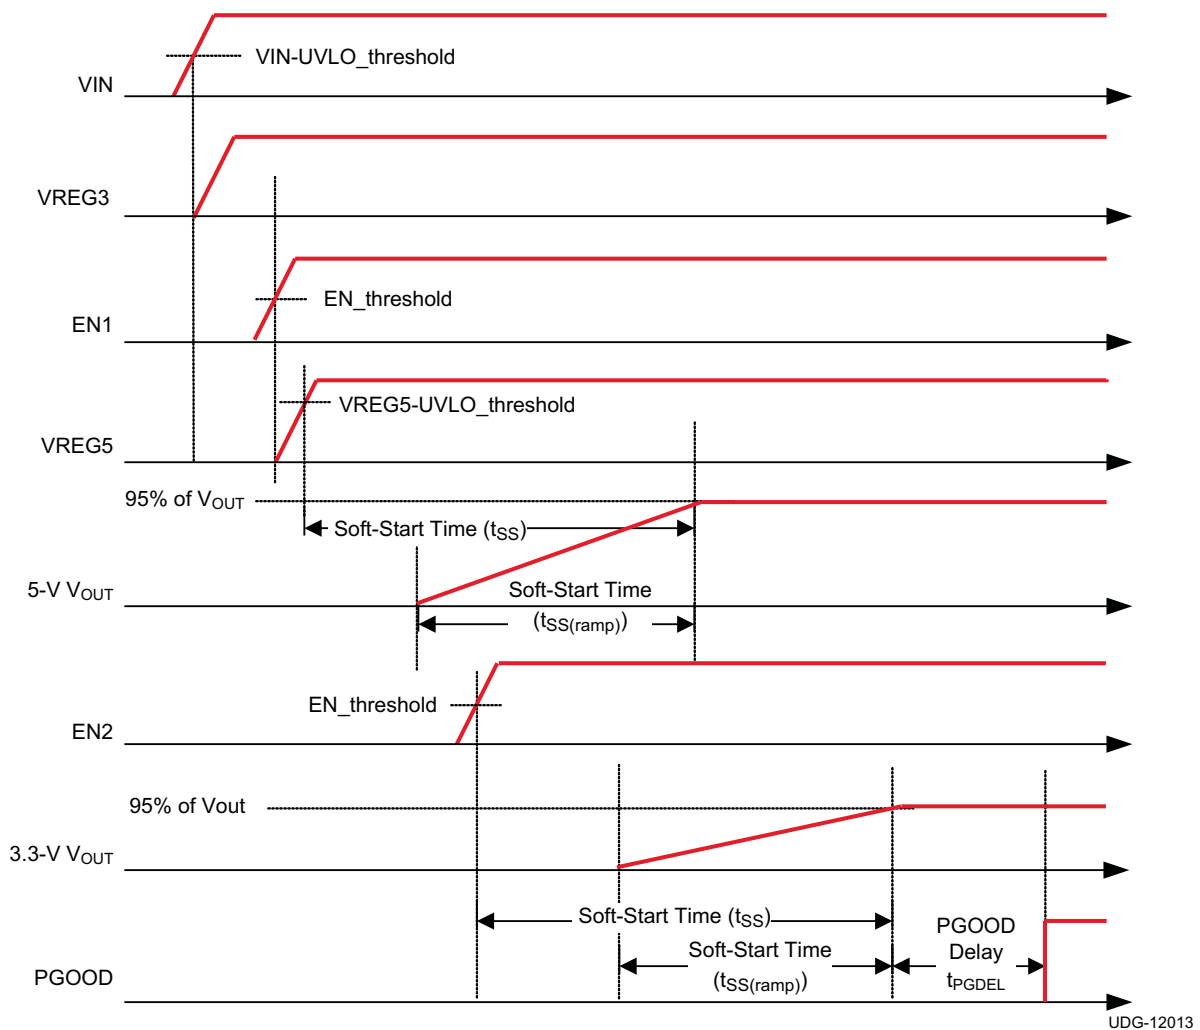 VIN-UVLO_threshold
VIN
VREG3
EN_threshold
EN1
VREG5-UVLO_threshold
VREG5
95% of VOUT
Soft-Start Time (tSS)
5-V VOUT
Soft-Start Time
(tSS(ramp))
EN_threshold
EN2
95% of Vout
3.3-V VOUT
Soft-Start Time (tSS)
PGOOD
Soft-Start Time
(tSS(ramp))
PGOOD
Delay
tPGDEL
UDG-12013